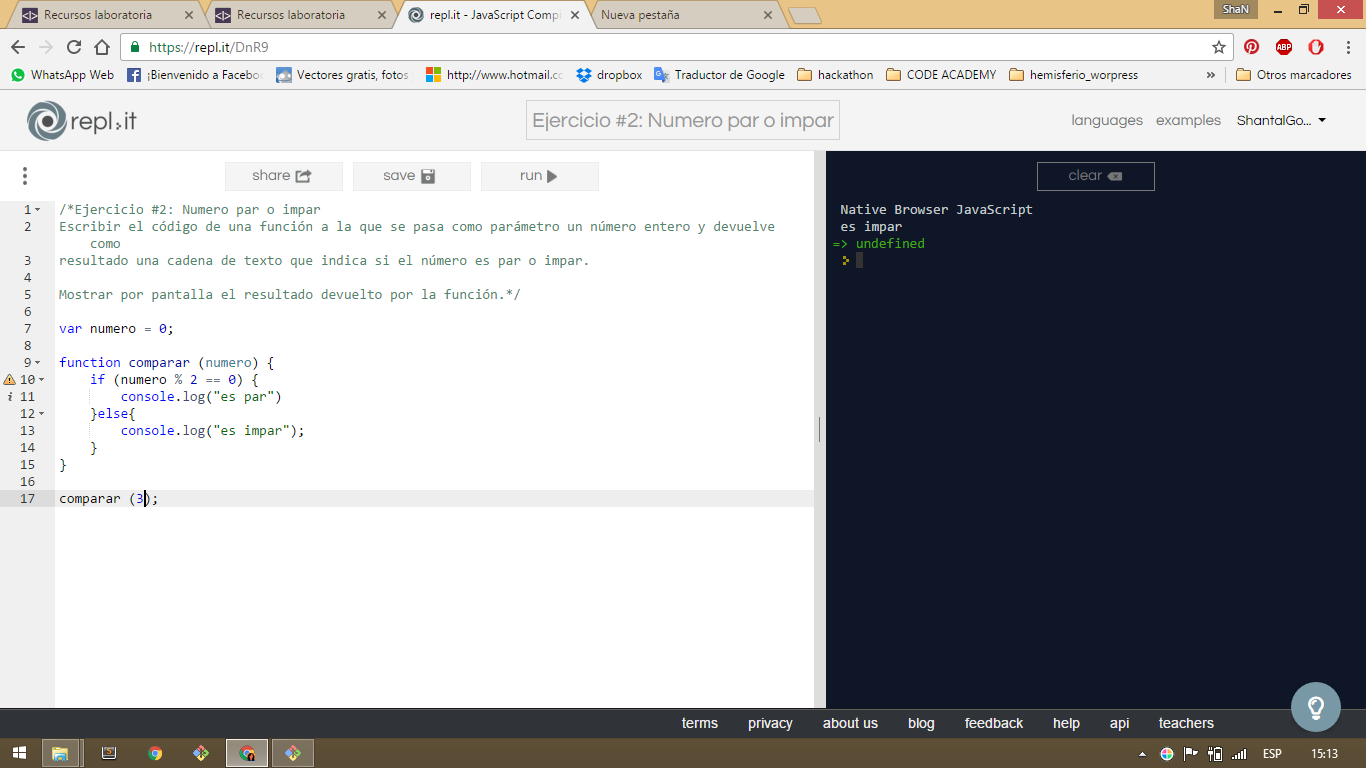 Recursos laboratoria
Recursos laboratoria
repl.it - JavaScript Comp
Nueva pestaña
ShaN
https://repl.it/DnR9
ABP
WhatsApp Web
¡Bienvenido a Facebo
Vectores gratis, fotos
http://www.hotmail.co
dropbox
Traductor de Google
hackathon
CODE ACADEMY
hemisferio_worpress
»
Otros marcadores
repl.it
Ejercicio #2: Numero par o impar
languages
examples
ShantalGo...
share
save
run
clear
1 /*Ejercicio #2: Numero par o impar
2 Escribir el código de una función a la que se pasa como parámetro un número entero y devuelve
como
3 resultado una cadena de texto que indica si el número es par o impar.
4
5 Mostrar por pantalla el resultado devuelto por la función.*/
6
7 var numero = 0;
8
9 function comparar (numero) {
10 if (numero % 2 == 0) {
11 console.log("es par")
12 }else{
13 console.log("es impar");
14 }
15 }
16
17 comparar (3);
Native Browser JavaScript
es impar
=> undefined
terms
privacy
about us
blog
feedback
help
api
teachers
ESP
15:13